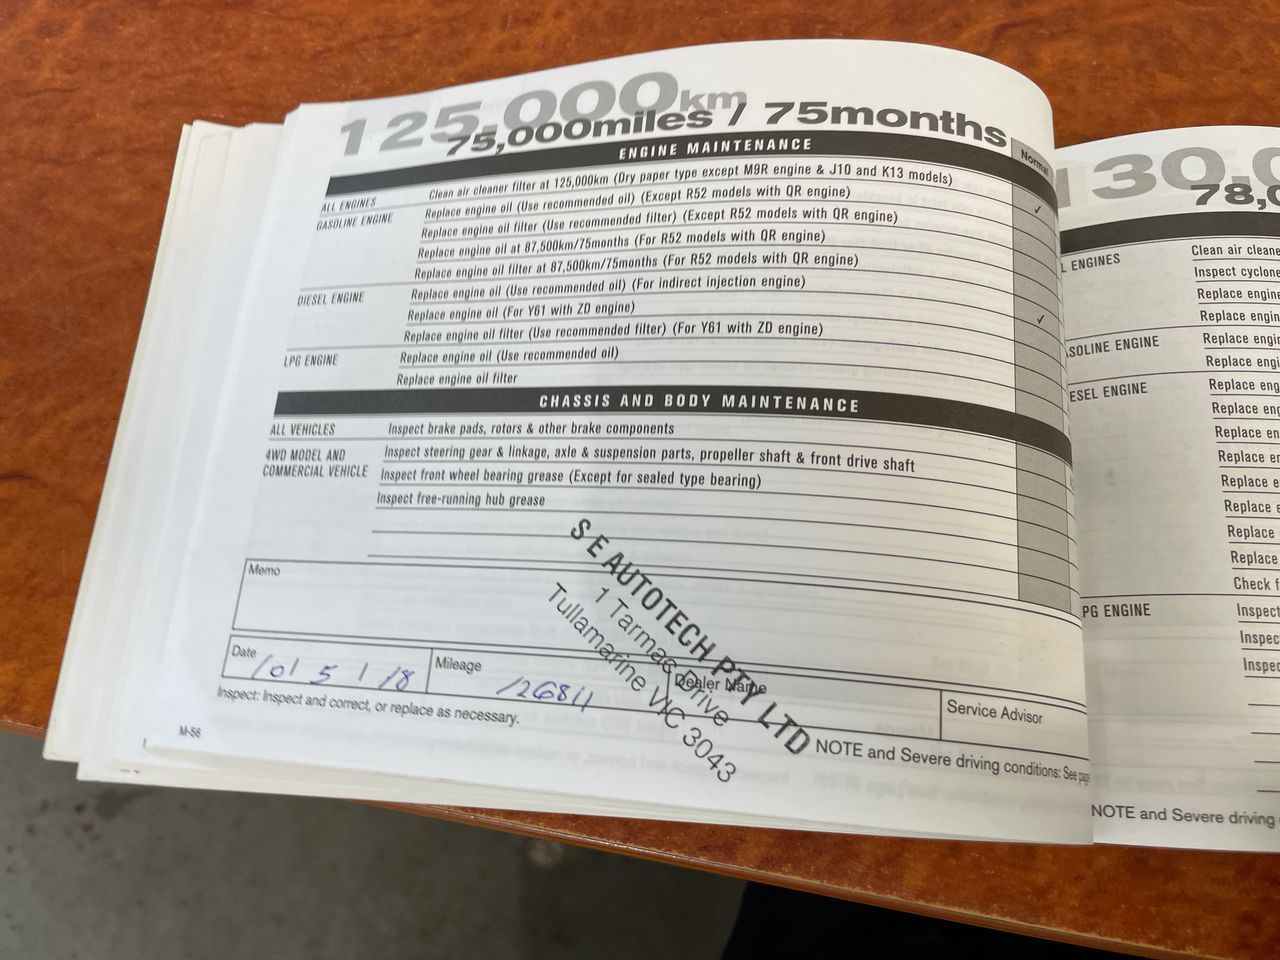 125,000km
75,000miles / 75months
ENGINE MAINTENANCE
Normal
ALL ENGINES
Clean air cleaner filter at 125,000km (Dry paper type except M9R engine & J10 and K13 models)
✓
GASOLINE ENGINE
Replace engine oil (Use recommended oil) (Except R52 models with QR engine)
Replace engine oil filter (Use recommended filter) (Except R52 models with QR engine)
Replace engine oil at 87,500km/75months (For R52 models with QR engine)
Replace engine oil filter at 87,500km/75months (For R52 models with QR engine)
DIESEL ENGINE
Replace engine oil (Use recommended oil) (For indirect injection engine)
Replace engine oil (For Y61 with ZD engine)
✓
Replace engine oil filter (Use recommended filter) (For Y61 with ZD engine)
LPG ENGINE
Replace engine oil (Use recommended oil)
Replace engine oil filter
CHASSIS AND BODY MAINTENANCE
ALL VEHICLES
Inspect brake pads, rotors & other brake components
4WD MODEL AND
COMMERCIAL VEHICLE
Inspect steering gear & linkage, axle & suspension parts, propeller shaft & front drive shaft
Inspect front wheel bearing grease (Except for sealed type bearing)
Inspect free-running hub grease
Memo
S E AUTOTECH PTY LTD
1 Tarmac Drive
Tullamarine VIC 3043
Date
10/ 5 / 18
Mileage
126811
Dealer Name
Service Advisor
Inspect: Inspect and correct, or replace as necessary.
NOTE and Severe driving conditions: See page
M-56
130,0
78,0
L ENGINES
Clean air cleane
Inspect cyclone
Replace engine
Replace engin
ASOLINE ENGINE
Replace engin
Replace engi
ESEL ENGINE
Replace eng
Replace eng
Replace en
Replace er
Replace e
Replace e
Replace
Replace
Check f
PG ENGINE
Inspect
Inspec
Inspec
NOTE and Severe driving